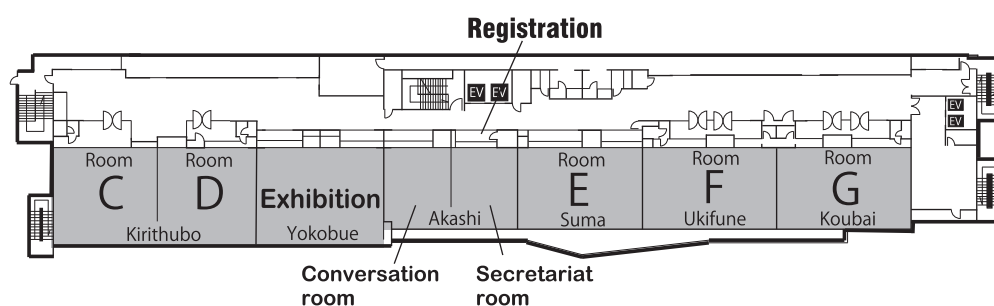 Registration
EV EV
EV
EV
Room
C
Room
D
Kirithubo
Exhibition
Yokobue
Akashi
Room
E
Suma
Room
F
Ukifune
Room
G
Koubai
Conversation
room
Secretariat
room